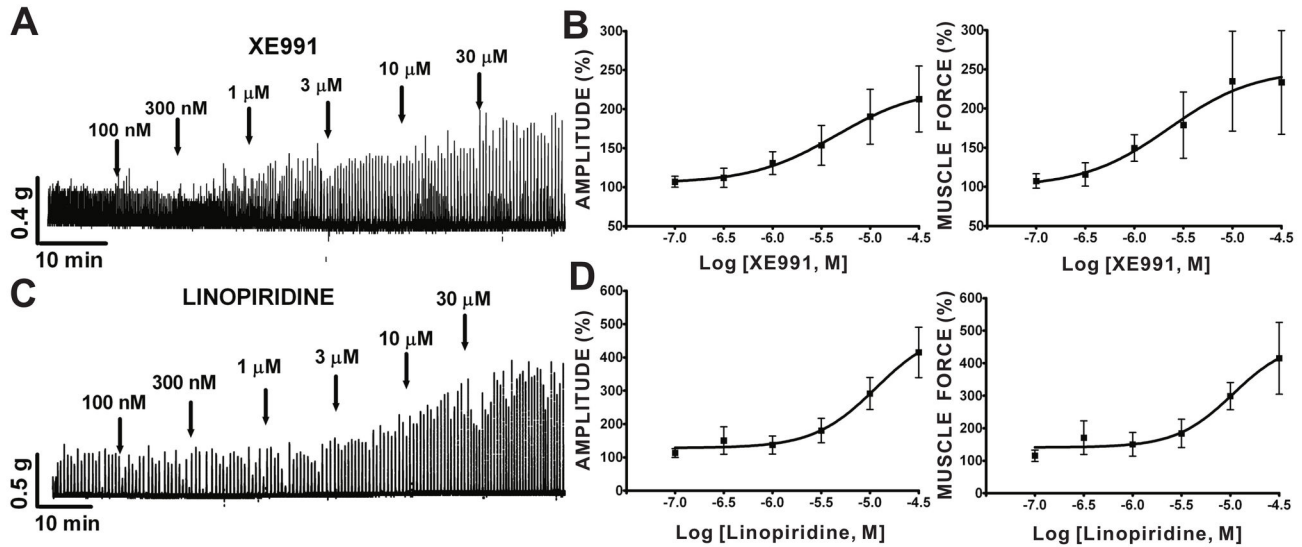 A
XE991
100 nM
300 nM
1 μM
3 μM
10 μM
30 μM
0.4 g
10 min
B
AMPLITUDE (%)
300
250
200
150
100
50
-7.0 -6.5 -6.0 -5.5 -5.0 -4.5
Log [XE991, M]
MUSCLE FORCE (%)
300
250
200
150
100
50
-7.0 -6.5 -6.0 -5.5 -5.0 -4.5
Log [XE991, M]
C
LINOPIRIDINE
100 nM
300 nM
1 μM
3 μM
10 μM
30 μM
0.5 g
10 min
D
AMPLITUDE (%)
600
500
400
300
200
100
0
-7.0 -6.5 -6.0 -5.5 -5.0 -4.5
Log [Linopiridine, M]
MUSCLE FORCE (%)
600
500
400
300
200
100
0
-7.0 -6.5 -6.0 -5.5 -5.0 -4.5
Log [Linopiridine, M]